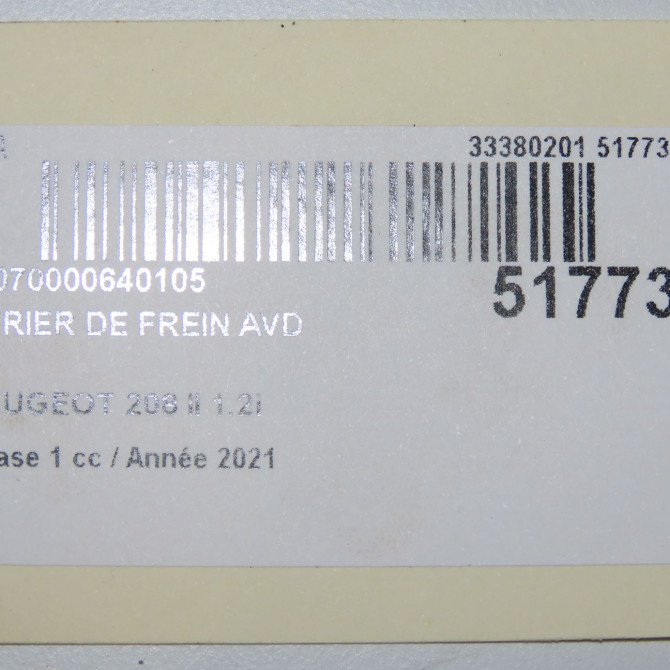 33380201 51773
070000640105
51773
RIER DE FREIN AVD
UGEOT 208 II 1.2i
ase 1 cc / Année 2021